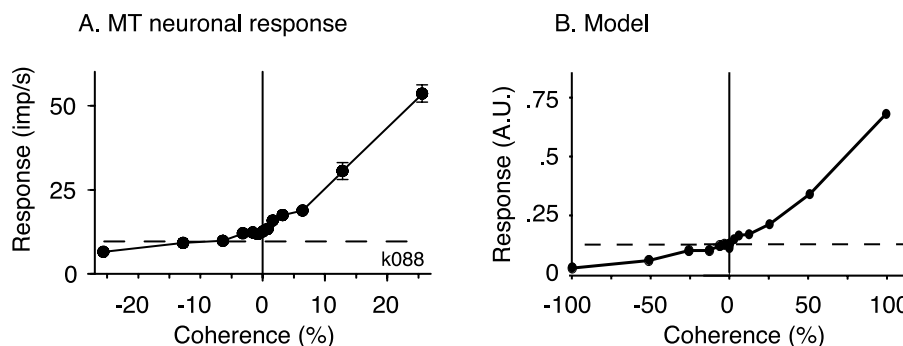 A. MT neuronal response
B. Model
Response (imp/s)
50
25
0
k088
-20
-10
0
10
20
Coherence (%)
Response (A.U.)
.75
.5
.25
0
-100
-50
0
50
100
Coherence (%)